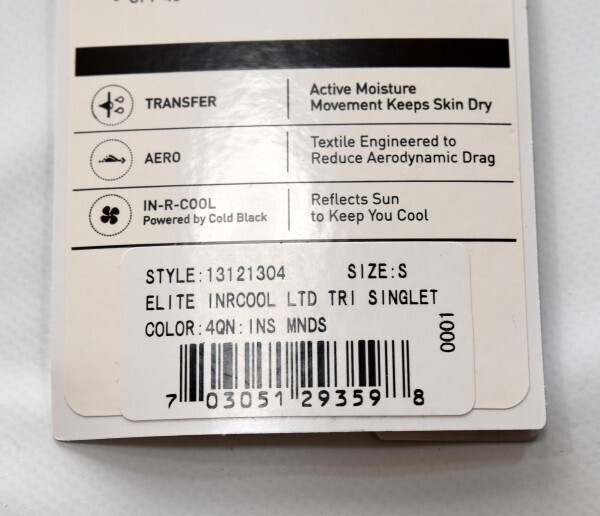 TRANSFER
Active Moisture
Movement Keeps Skin Dry
AERO
Textile Engineered to
Reduce Aerodynamic Drag
IN-R-COOL
Powered by Cold Black
Reflects Sun
to Keep You Cool
STYLE:13121304 SIZE:S
ELITE INRCOOL LTD TRI SINGLET
COLOR:4QN:INS MNDS
0001
7 03051 29359 8